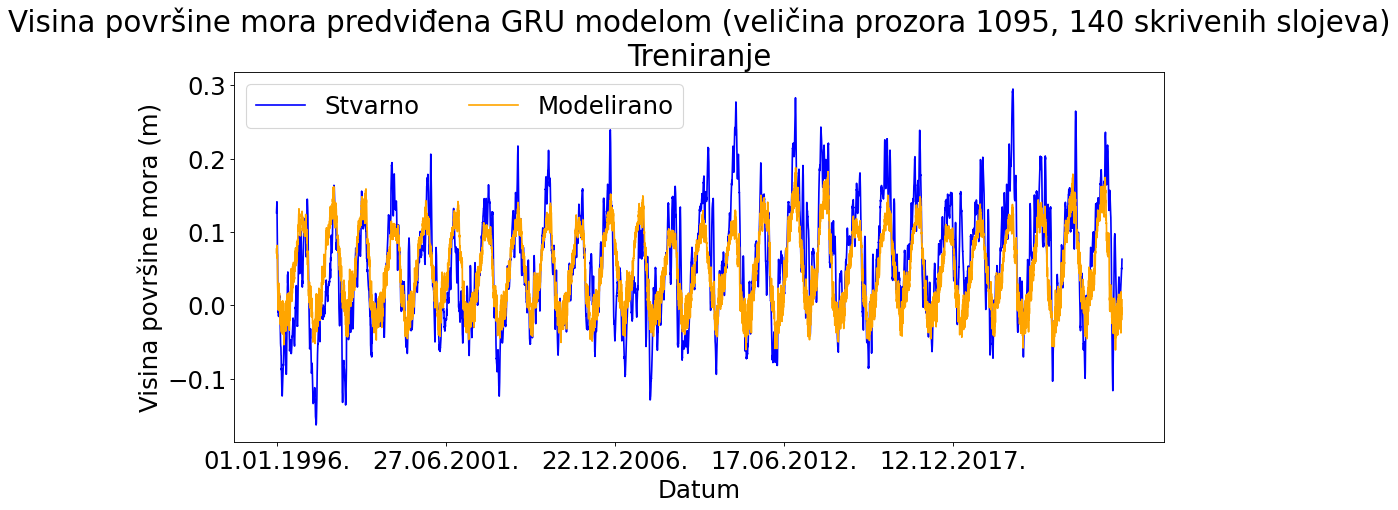 Visina površine mora predviđena GRU modelom (veličina prozora 1095, 140 skrivenih slojeva)
Treniranje
Stvarno Modelirano
Visina površine mora (m)
0.3
0.2
0.1
0.0
−0.1
01.01.1996. 27.06.2001. 22.12.2006. 17.06.2012. 12.12.2017.
Datum